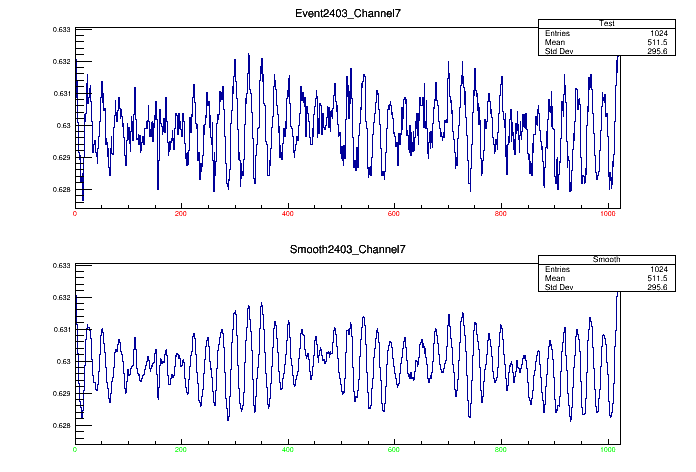 Event2403_Channel7
Test
Entries 1024
Mean 511.5
Std Dev 295.6
0.633
0.632
0.631
0.63
0.629
0.628
0 200 400 600 800 1000
Smooth2403_Channel7
Smooth
Entries 1024
Mean 511.5
Std Dev 295.6
0.633
0.632
0.631
0.63
0.629
0.628
0 200 400 600 800 1000